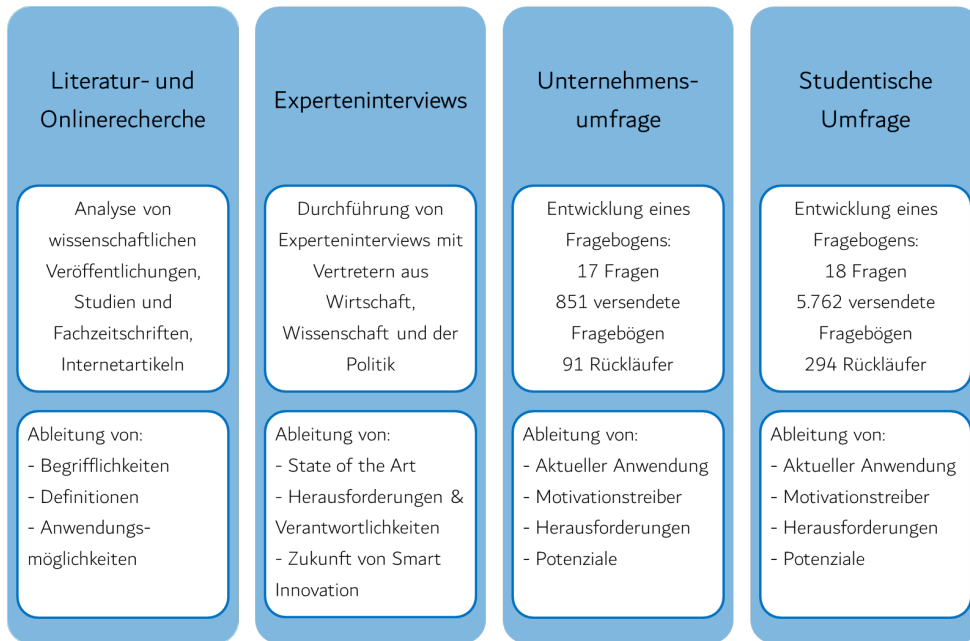 Literatur- und
Onlinerecherche
Analyse von
wissenschaftlichen
Veröffentlichungen,
Studien und
Fachzeitschriften,
Internetartikeln
Ableitung von:
- Begrifflichkeiten
- Definitionen
- Anwendungs-
möglichkeiten
Experteninterviews
Durchführung von
Experteninterviews mit
Vertretern aus
Wirtschaft,
Wissenschaft und der
Politik
Ableitung von:
- State of the Art
- Herausforderungen &
Verantwortlichkeiten
- Zukunft von Smart
Innovation
Unternehmens-
umfrage
Entwicklung eines
Fragebogens:
17 Fragen
851 versendete
Fragebögen
91 Rückläufer
Ableitung von:
- Aktueller Anwendung
- Motivationstreiber
- Herausforderungen
- Potenziale
Studentische
Umfrage
Entwicklung eines
Fragebogens:
18 Fragen
5.762 versendete
Fragebögen
294 Rückläufer
Ableitung von:
- Aktueller Anwendung
- Motivationstreiber
- Herausforderungen
- Potenziale